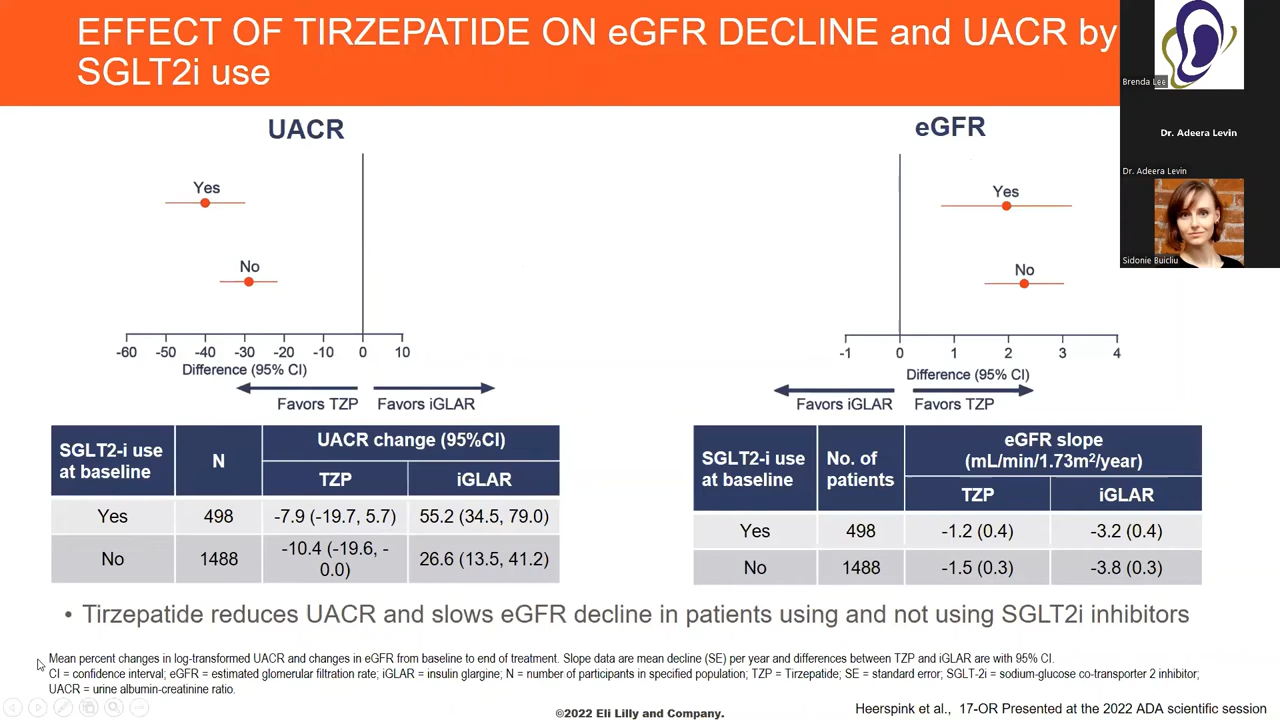 EFFECT OF TIRZEPATIDE ON eGFR DECLINE and UACR by
SGLT2i use
Brenda Lee
Dr. Adeera Levin
Dr. Adeera Levin
Sidonie Buicliu
UACR
Yes
No
-60 -50 -40 -30 -20 -10 0 10
Difference (95% CI)
Favors TZP Favors iGLAR
eGFR
Yes
No
-1 0 1 2 3 4
Difference (95% CI)
Favors iGLAR Favors TZP
SGLT2-i use
at baseline
N
UACR change (95%CI)
TZP iGLAR
Yes 498 -7.9 (-19.7, 5.7) 55.2 (34.5, 79.0)
No 1488 -10.4 (-19.6, -
0.0) 26.6 (13.5, 41.2)
SGLT2-i use
at baseline
No. of
patients
eGFR slope
(mL/min/1.73m²/year)
TZP iGLAR
Yes 498 -1.2 (0.4) -3.2 (0.4)
No 1488 -1.5 (0.3) -3.8 (0.3)
• Tirzepatide reduces UACR and slows eGFR decline in patients using and not using SGLT2i inhibitors
Mean percent changes in log-transformed UACR and changes in eGFR from baseline to end of treatment. Slope data are mean decline (SE) per year and differences between TZP and iGLAR are with 95% CI.
CI = confidence interval; eGFR = estimated glomerular filtration rate; iGLAR = insulin glargine; N = number of participants in specified population; TZP = Tirzepatide; SE = standard error; SGLT-2i = sodium-glucose co-transporter 2 inhibitor;
UACR = urine albumin-creatinine ratio.
©2022 Eli Lilly and Company.
Heerspink et al., 17-OR Presented at the 2022 ADA scientific session